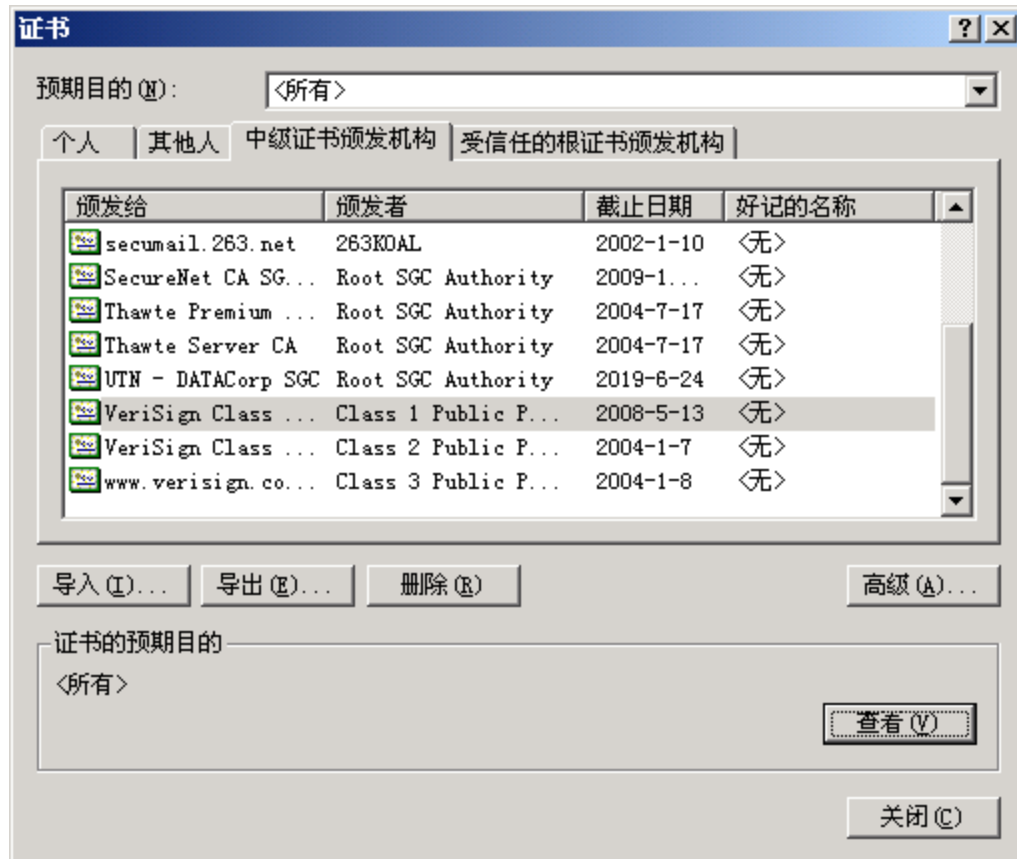 证书
预期目的(N): <所有>
个人 其他人 中级证书颁发机构 受信任的根证书颁发机构
颁发给 颁发者 截止日期 好记的名称
secumail.263.net 263KOAL 2002-1-10 <无>
SecureNet CA SG... Root SGC Authority 2009-1... <无>
Thawte Premium ... Root SGC Authority 2004-7-17 <无>
Thawte Server CA Root SGC Authority 2004-7-17 <无>
UTN - DATACorp SGC Root SGC Authority 2019-6-24 <无>
VeriSign Class ... Class 1 Public P... 2008-5-13 <无>
VeriSign Class ... Class 2 Public P... 2004-1-7 <无>
www.verisign.co... Class 3 Public P... 2004-1-8 <无>
导入(I)... 导出(E)... 删除(R) 高级(A)...
证书的预期目的
<所有>
查看(V)
关闭(C)